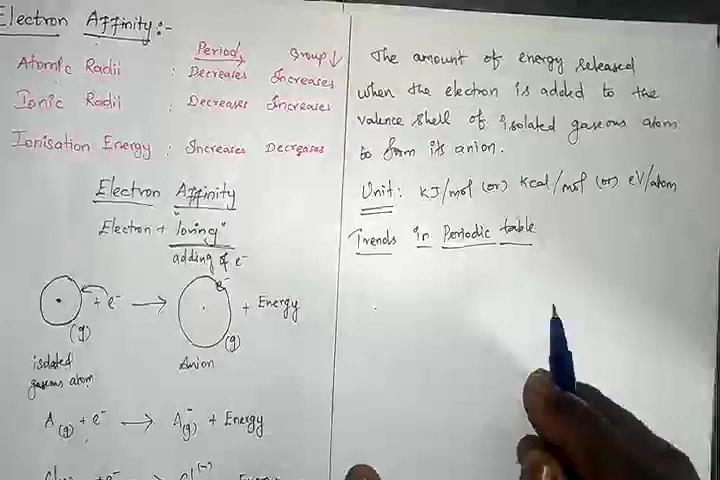 Electron Affinity:-
Period Group ↓
Atomic Radii : Decreases Increases
Ionic Radii : Decreases Increases
Ionisation Energy : Increases Decreases
Electron Affinity
Electron + "loving"
adding of e⁻
+ e⁻ → e⁻ + Energy
(g) (g)
isolated gaseous atom
Anion
A(g) + e⁻ → A⁻(g) + Energy
The amount of energy released
when the electron is added to the
valence shell of isolated gaseous atom
to form its anion.
Unit: KJ/mol (or) Kcal/mol (or) eV/atom
Trends in Periodic table